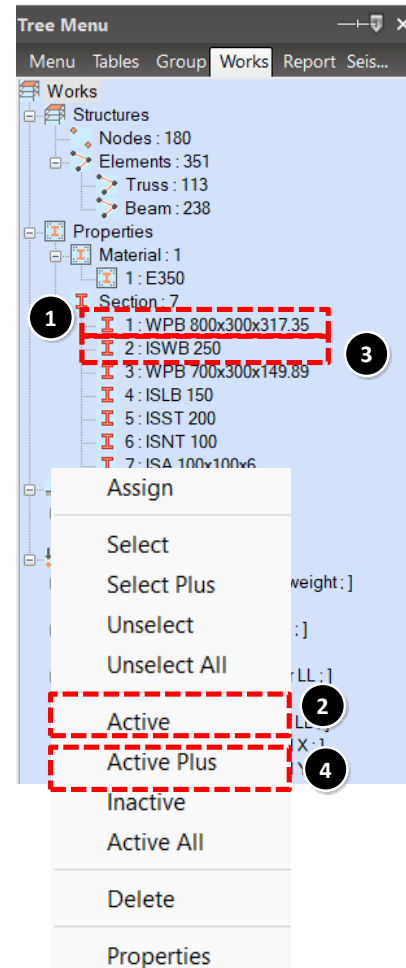 Tree Menu
Menu Tables Group Works Report Seis...
Works
Structures
Nodes : 180
Elements : 351
Truss : 113
Beam : 238
Properties
Material : 1
1 : E350
Section : 7
1
1 : WPB 800x300x317.35
2 : ISWB 250
3
3 : WPB 700x300x149.89
4 : ISLB 150
5 : ISST 200
6 : ISNT 100
7 : ISA 100x100x6
Assign
Select
Select Plus
weight ; ]
Unselect
; ]
Unselect All
LL ; ]
2
Active
X ; ]
Active Plus
4
Inactive
Active All
Delete
Properties